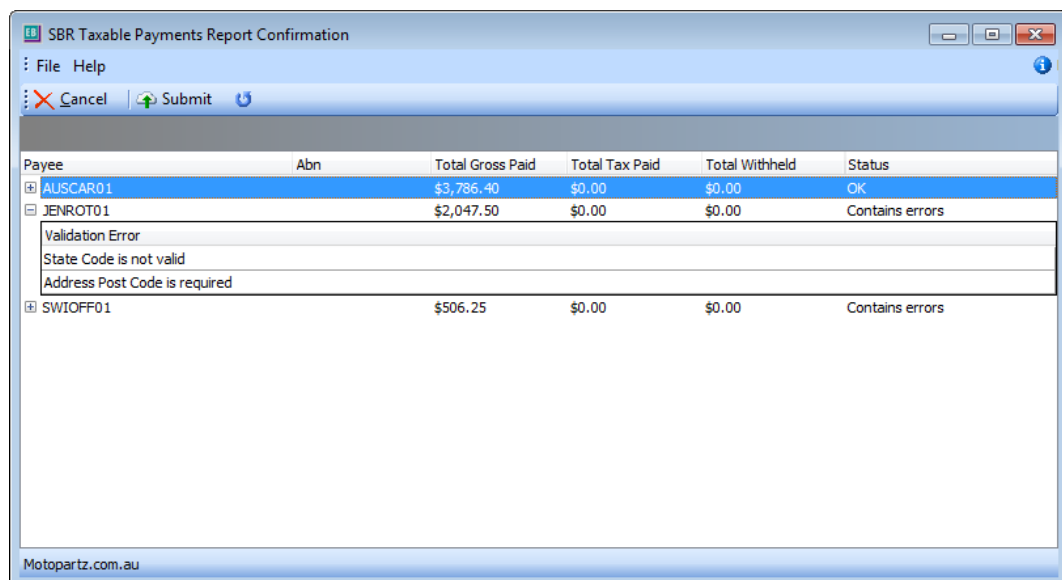 EB SBR Taxable Payments Report Confirmation
File Help
Cancel Submit
Payee Abn Total Gross Paid Total Tax Paid Total Withheld Status
AUSCAR01 $3,786.40 $0.00 $0.00 OK
JENROT01 $2,047.50 $0.00 $0.00 Contains errors
Validation Error
State Code is not valid
Address Post Code is required
SWIOFF01 $506.25 $0.00 $0.00 Contains errors
Motopartz.com.au